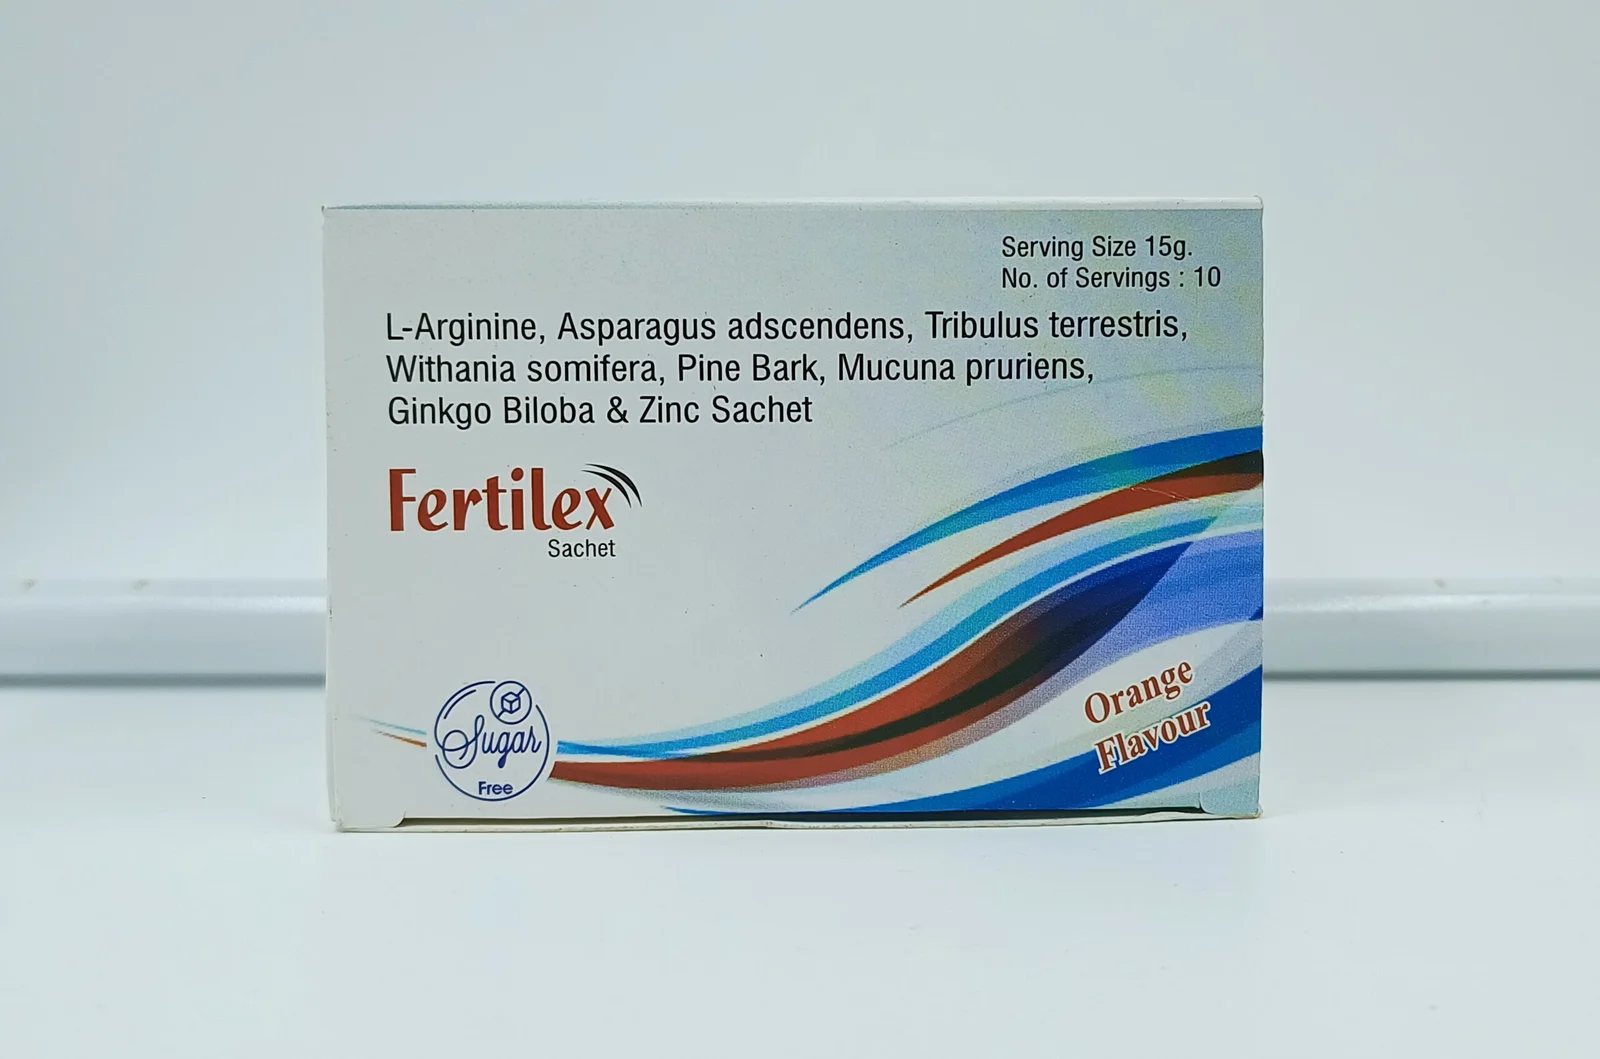 Serving Size 15g.
No. of Servings : 10
L-Arginine, Asparagus adscendens, Tribulus terrestris,
Withania somifera, Pine Bark, Mucuna pruriens,
Ginkgo Biloba & Zinc Sachet
Fertilex
Sachet
Sugar
Free
Orange
Flavour